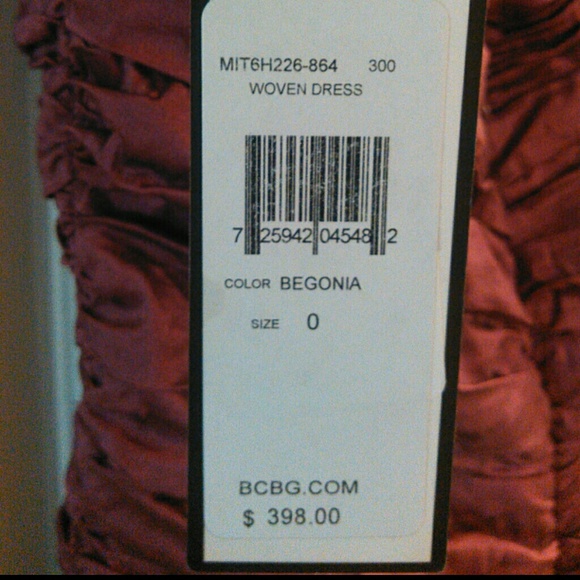 MIT6H226-864 300
WOVEN DRESS
7 25942 04548 2
COLOR BEGONIA
SIZE 0
BCBG.COM
$ 398.00